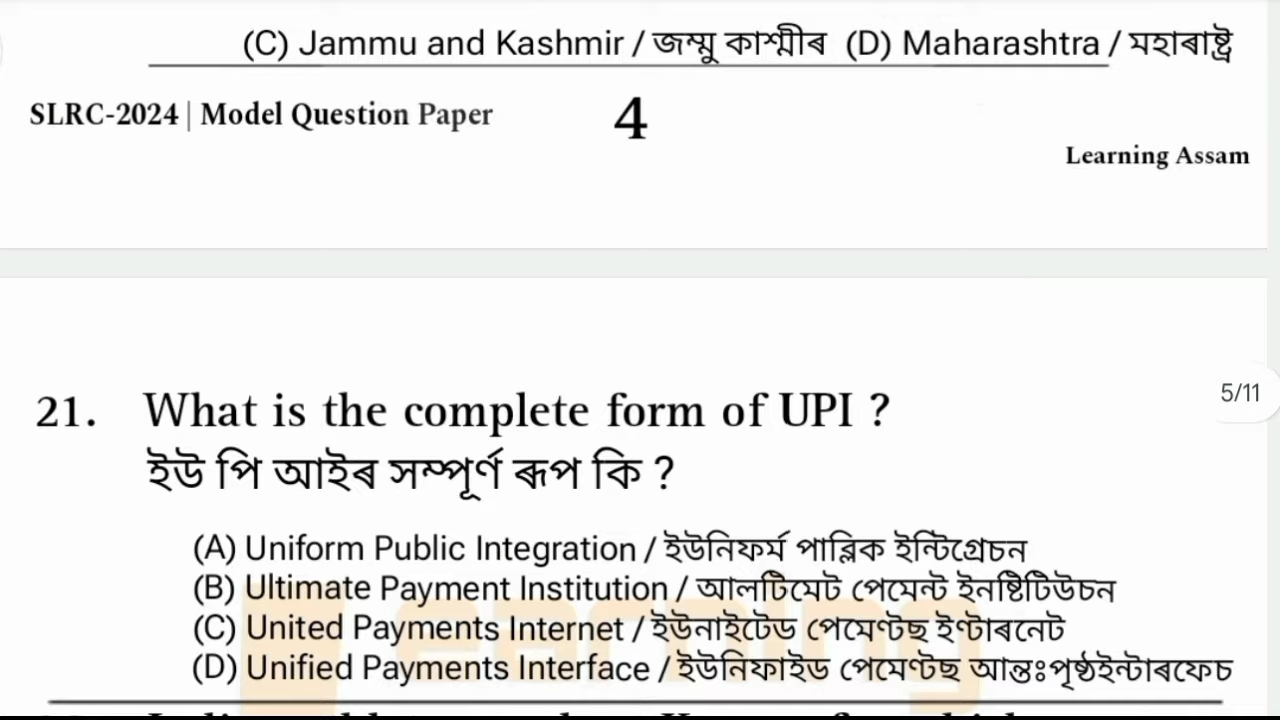 (C) Jammu and Kashmir / জম্মু কাশ্মীৰ (D) Maharashtra / মহাৰাষ্ট্ৰ
SLRC-2024 | Model Question Paper 4
Learning Assam
5/11
21. What is the complete form of UPI ?
ইউ পি আইৰ সম্পূৰ্ণ ৰূপ কি ?
(A) Uniform Public Integration / ইউনিফৰ্ম পাব্লিক ইন্টিগ্ৰেচন
(B) Ultimate Payment Institution / আলটিমেট পেমেন্ট ইনষ্টিটিউচন
(C) United Payments Internet / ইউনাইটেড পেমেণ্টছ ইণ্টাৰনেট
(D) Unified Payments Interface / ইউনিফাইড পেমেণ্টছ আন্তঃপৃষ্ঠইন্টাৰফেচ